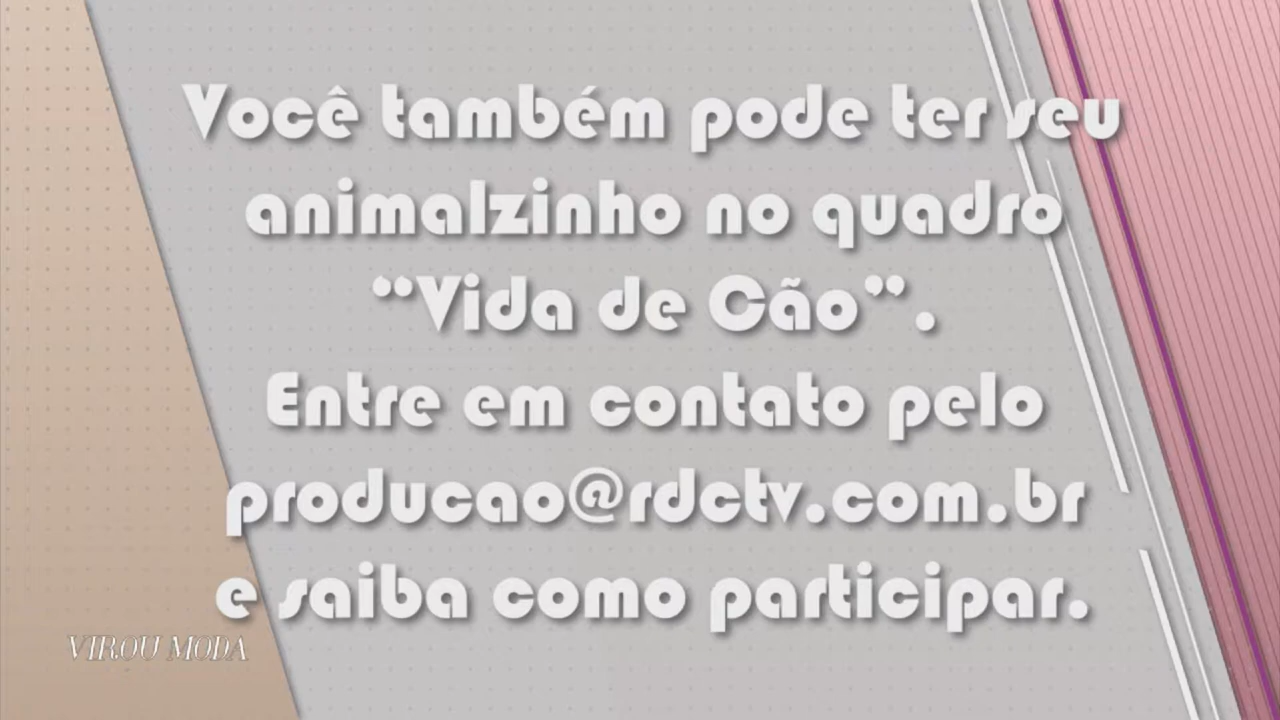 Você também pode ter seu
animalzinho no quadro
“Vida de Cão”.
Entre em contato pelo
producao@rdctv.com.br
e saiba como participar.
VIROU MODA